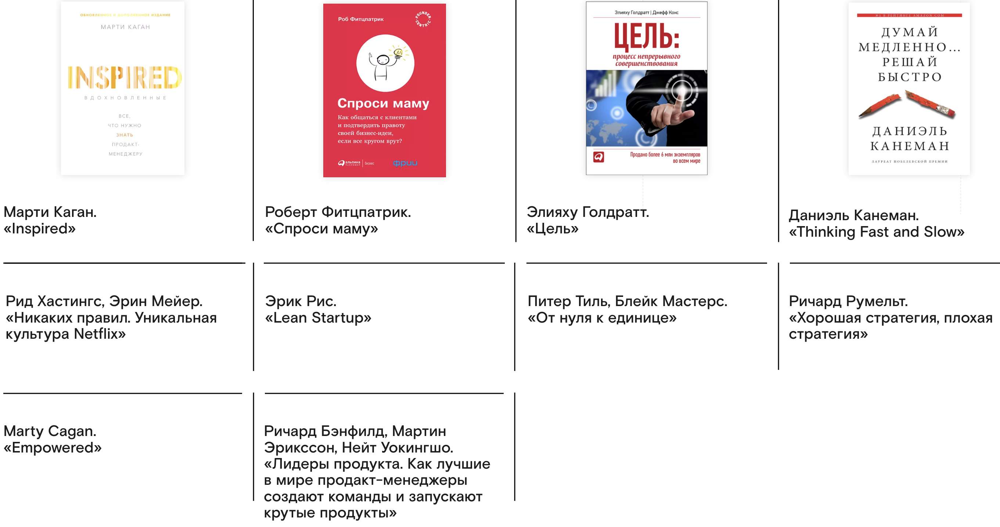 ОБНОВЛЕННОЕ И ДОПОЛНЕННОЕ ИЗДАНИЕ
МАРТИ КАГАН
INSPIRED
ВДОХНОВЛЕННЫЕ
ВСЕ,
ЧТО НУЖНО
ЗНАТЬ
ПРОДАКТ-
МЕНЕДЖЕРУ
Марти Каган.
«Inspired»
Роб Фитцпатрик
FOUNDER
CENTRIC
Спроси маму
Как общаться с клиентами
и подтвердить правоту
своей бизнес-идеи,
если все кругом врут?
альпина
ПАБЛИШЕР
бизнес
фрии
Роберт Фитцпатрик.
«Спроси маму»
Элияху Голдратт | Джефф Кокс
ЦЕЛЬ:
процесс непрерывного
совершенствования
Продано более 6 млн экземпляров
во всем мире
Элияху Голдратт.
«Цель»
№1 В РЕЙТИНГЕ AMAZON.COM
ДУМАЙ
МЕДЛЕННО...
РЕШАЙ
БЫСТРО
ДАНИЭЛЬ
КАНЕМАН
ЛАУРЕАТ НОБЕЛЕВСКОЙ ПРЕМИИ
Даниэль Канеман.
«Thinking Fast and Slow»
Рид Хастингс, Эрин Мейер.
«Никаких правил. Уникальная
культура Netflix»
Эрик Рис.
«Lean Startup»
Питер Тиль, Блейк Мастерс.
«От нуля к единице»
Ричард Румельт.
«Хорошая стратегия, плохая
стратегия»
Marty Cagan.
«Empowered»
Ричард Бэнфилд, Мартин
Эрикссон, Нейт Уокингшо.
«Лидеры продукта. Как лучшие
в мире продакт-менеджеры
создают команды и запускают
крутые продукты»